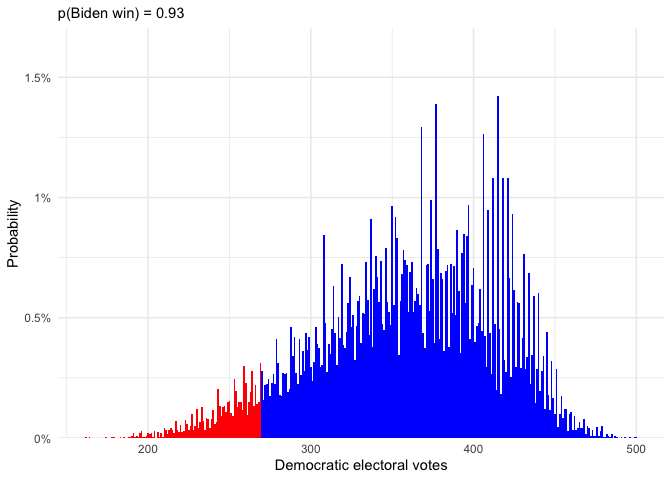 p(Biden win) = 0.93
1.5%
1%
0.5%
0%
Probability
200 300 400 500
Democratic electoral votes